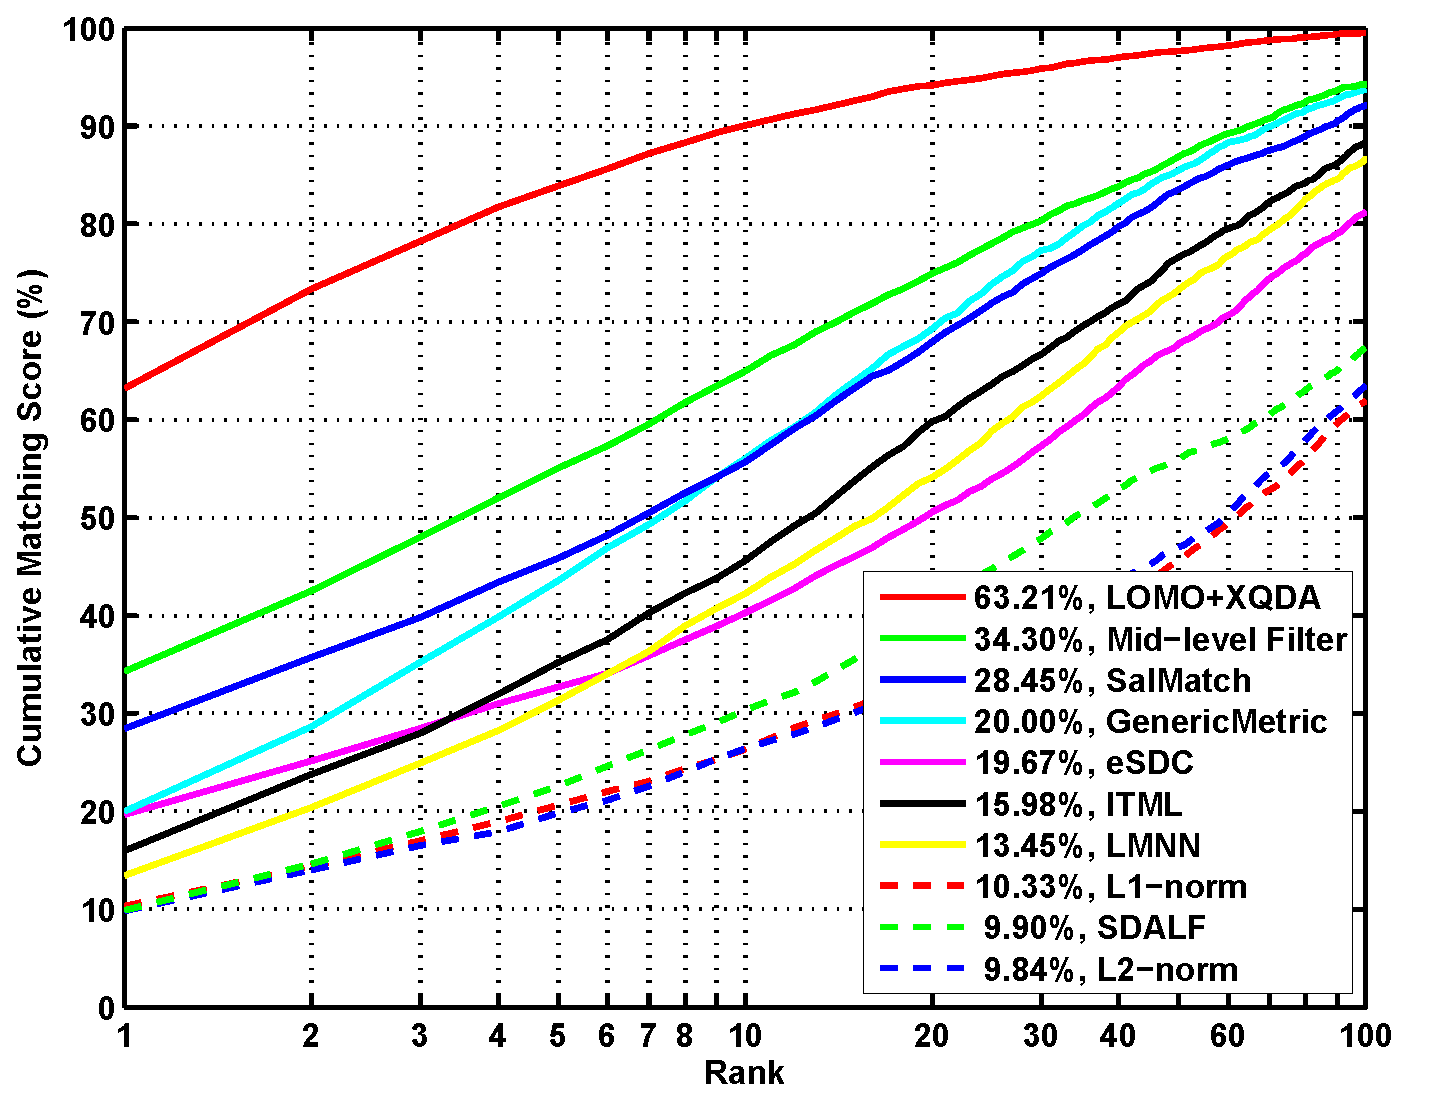 100
90
80
70
60
50
40
30
20
10
0
Cumulative Matching Score (%)
63.21%, LOMO+XQDA
34.30%, Mid−level Filter
28.45%, SalMatch
20.00%, GenericMetric
19.67%, eSDC
15.98%, ITML
13.45%, LMNN
10.33%, L1−norm
9.90%, SDALF
9.84%, L2−norm
1 2 3 4 5 6 7 8 10 20 30 40 60 100
Rank